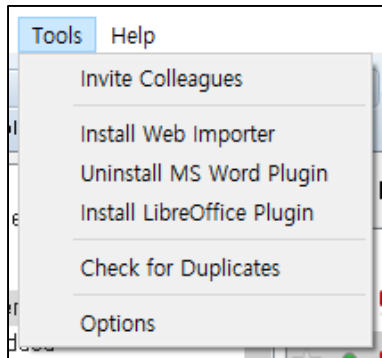 Tools Help
Invite Colleagues
Install Web Importer
Uninstall MS Word Plugin
Install LibreOffice Plugin
Check for Duplicates
Options